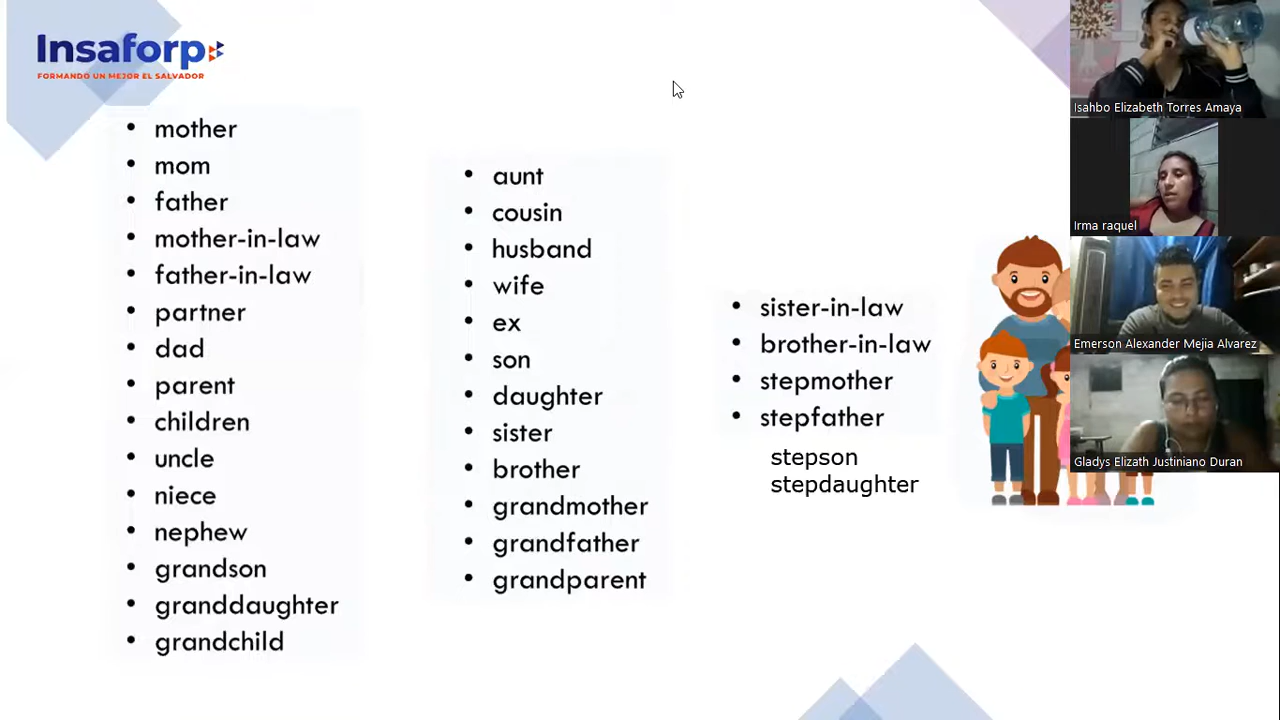 Insaforp
FORMANDO UN MEJOR EL SALVADOR
mother
mom
father
mother-in-law
father-in-law
partner
dad
parent
children
uncle
niece
nephew
grandson
granddaughter
grandchild
aunt
cousin
husband
wife
ex
son
daughter
sister
brother
grandmother
grandfather
grandparent
sister-in-law
brother-in-law
stepmother
stepfather
stepson
stepdaughter
Isahbo Elizabeth Torres Amaya
Irma raquel
Emerson Alexander Mejia Alvarez
Gladys Elizath Justiniano Duran